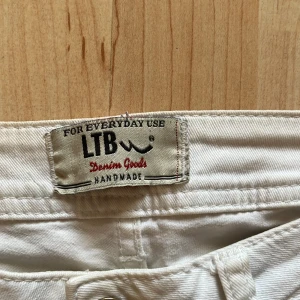 FOR EVERYDAY USE
LTB ®
Denim Goods
HANDMADE